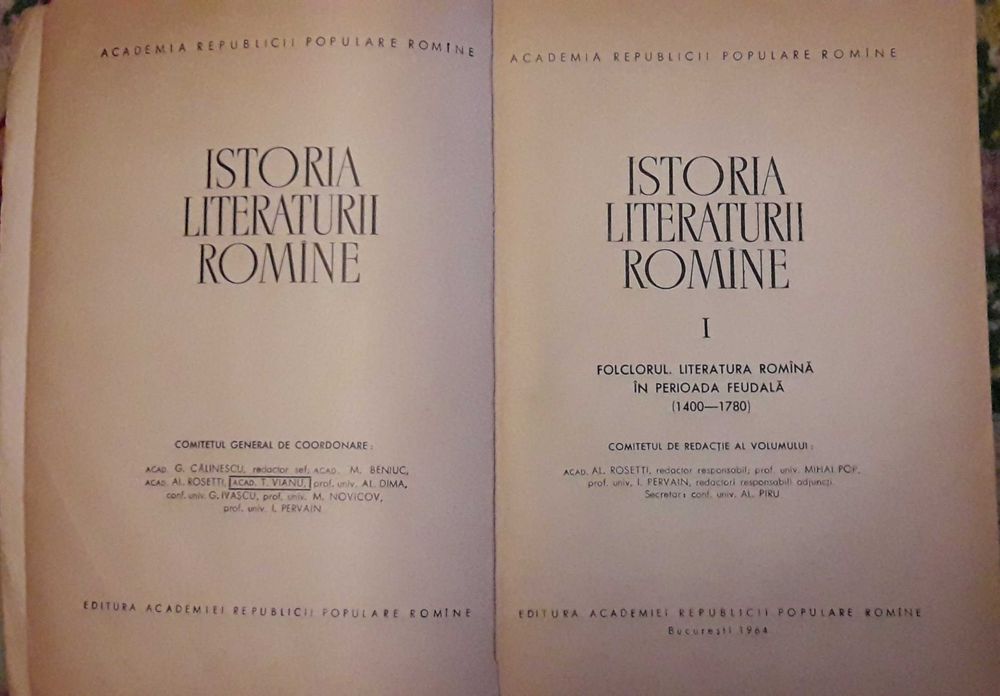 ACADEMIA REPUBLICII POPULARE ROMÎNE
ISTORIA
LITERATURII
ROMÎNE
COMITETUL GENERAL DE COORDONARE:
ACAD. G. CĂLINESCU, redactor șef; ACAD. M. BENIUC,
ACAD. AL. ROSETTI, ACAD. T. VIANU, prof. univ. AL. DIMA,
conf. univ. G. IVAȘCU, prof. univ. M. NOVICOV,
prof. univ. I. PERVAIN
EDITURA ACADEMIEI REPUBLICII POPULARE ROMÎNE
ACADEMIA REPUBLICII POPULARE ROMÎNE
ISTORIA
LITERATURII
ROMÎNE
I
FOLCLORUL. LITERATURA ROMÎNĂ
ÎN PERIOADA FEUDALĂ
(1400—1780)
COMITETUL DE REDACȚIE AL VOLUMULUI:
ACAD. AL. ROSETTI, redactor responsabil; prof. univ. MIHAI POP,
prof. univ. I. PERVAIN, redactori responsabili adjuncți.
Secretar: conf. univ. AL. PIRU
EDITURA ACADEMIEI REPUBLICII POPULARE ROMÎNE
București 1964